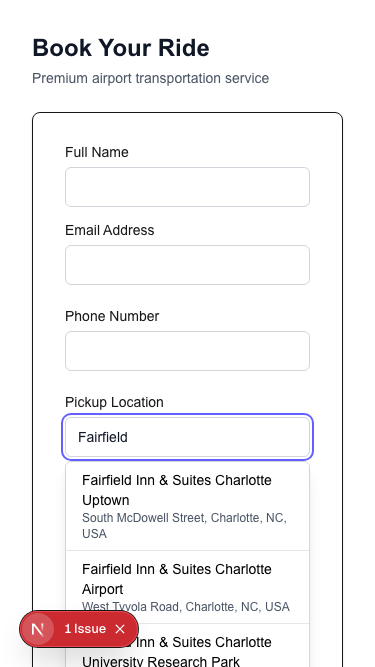 Book Your Ride
Premium airport transportation service
Full Name
Email Address
Phone Number
Pickup Location
Fairfield
Fairfield Inn & Suites Charlotte
Uptown
South McDowell Street, Charlotte, NC,
USA
Fairfield Inn & Suites Charlotte
Airport
West Tyvola Road, Charlotte, NC, USA
N 1 Issue ×
Inn & Suites Charlotte
University Research Park